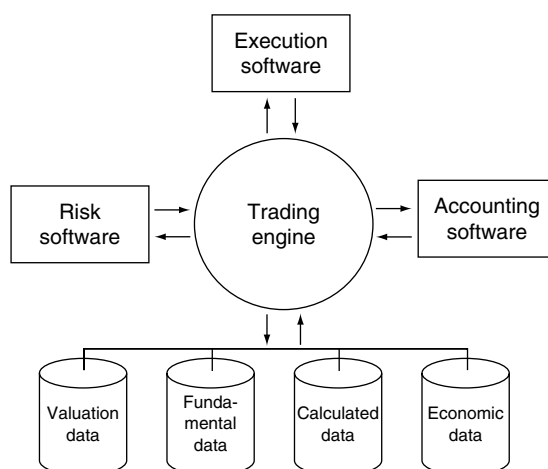 Execution
software
Risk
software
Trading
engine
Accounting
software
Valuation
data
Funda-
mental
data
Calculated
data
Economic
data